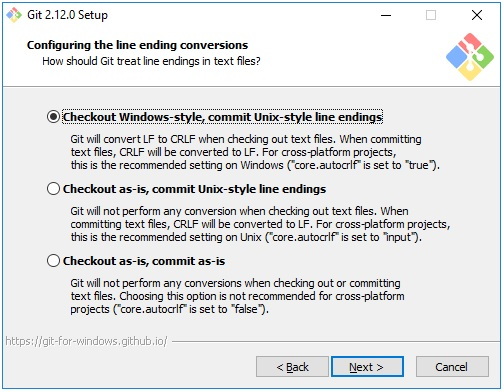 Git 2.12.0 Setup
Configuring the line ending conversions
How should Git treat line endings in text files?
Checkout Windows-style, commit Unix-style line endings
Git will convert LF to CRLF when checking out text files. When committing
text files, CRLF will be converted to LF. For cross-platform projects,
this is the recommended setting on Windows ("core.autocrlf" is set to "true").
Checkout as-is, commit Unix-style line endings
Git will not perform any conversion when checking out text files. When
committing text files, CRLF will be converted to LF. For cross-platform projects,
this is the recommended setting on Unix ("core.autocrlf" is set to "input").
Checkout as-is, commit as-is
Git will not perform any conversions when checking out or committing
text files. Choosing this option is not recommended for cross-platform
projects ("core.autocrlf" is set to "false").
https://git-for-windows.github.io/
< Back Next > Cancel